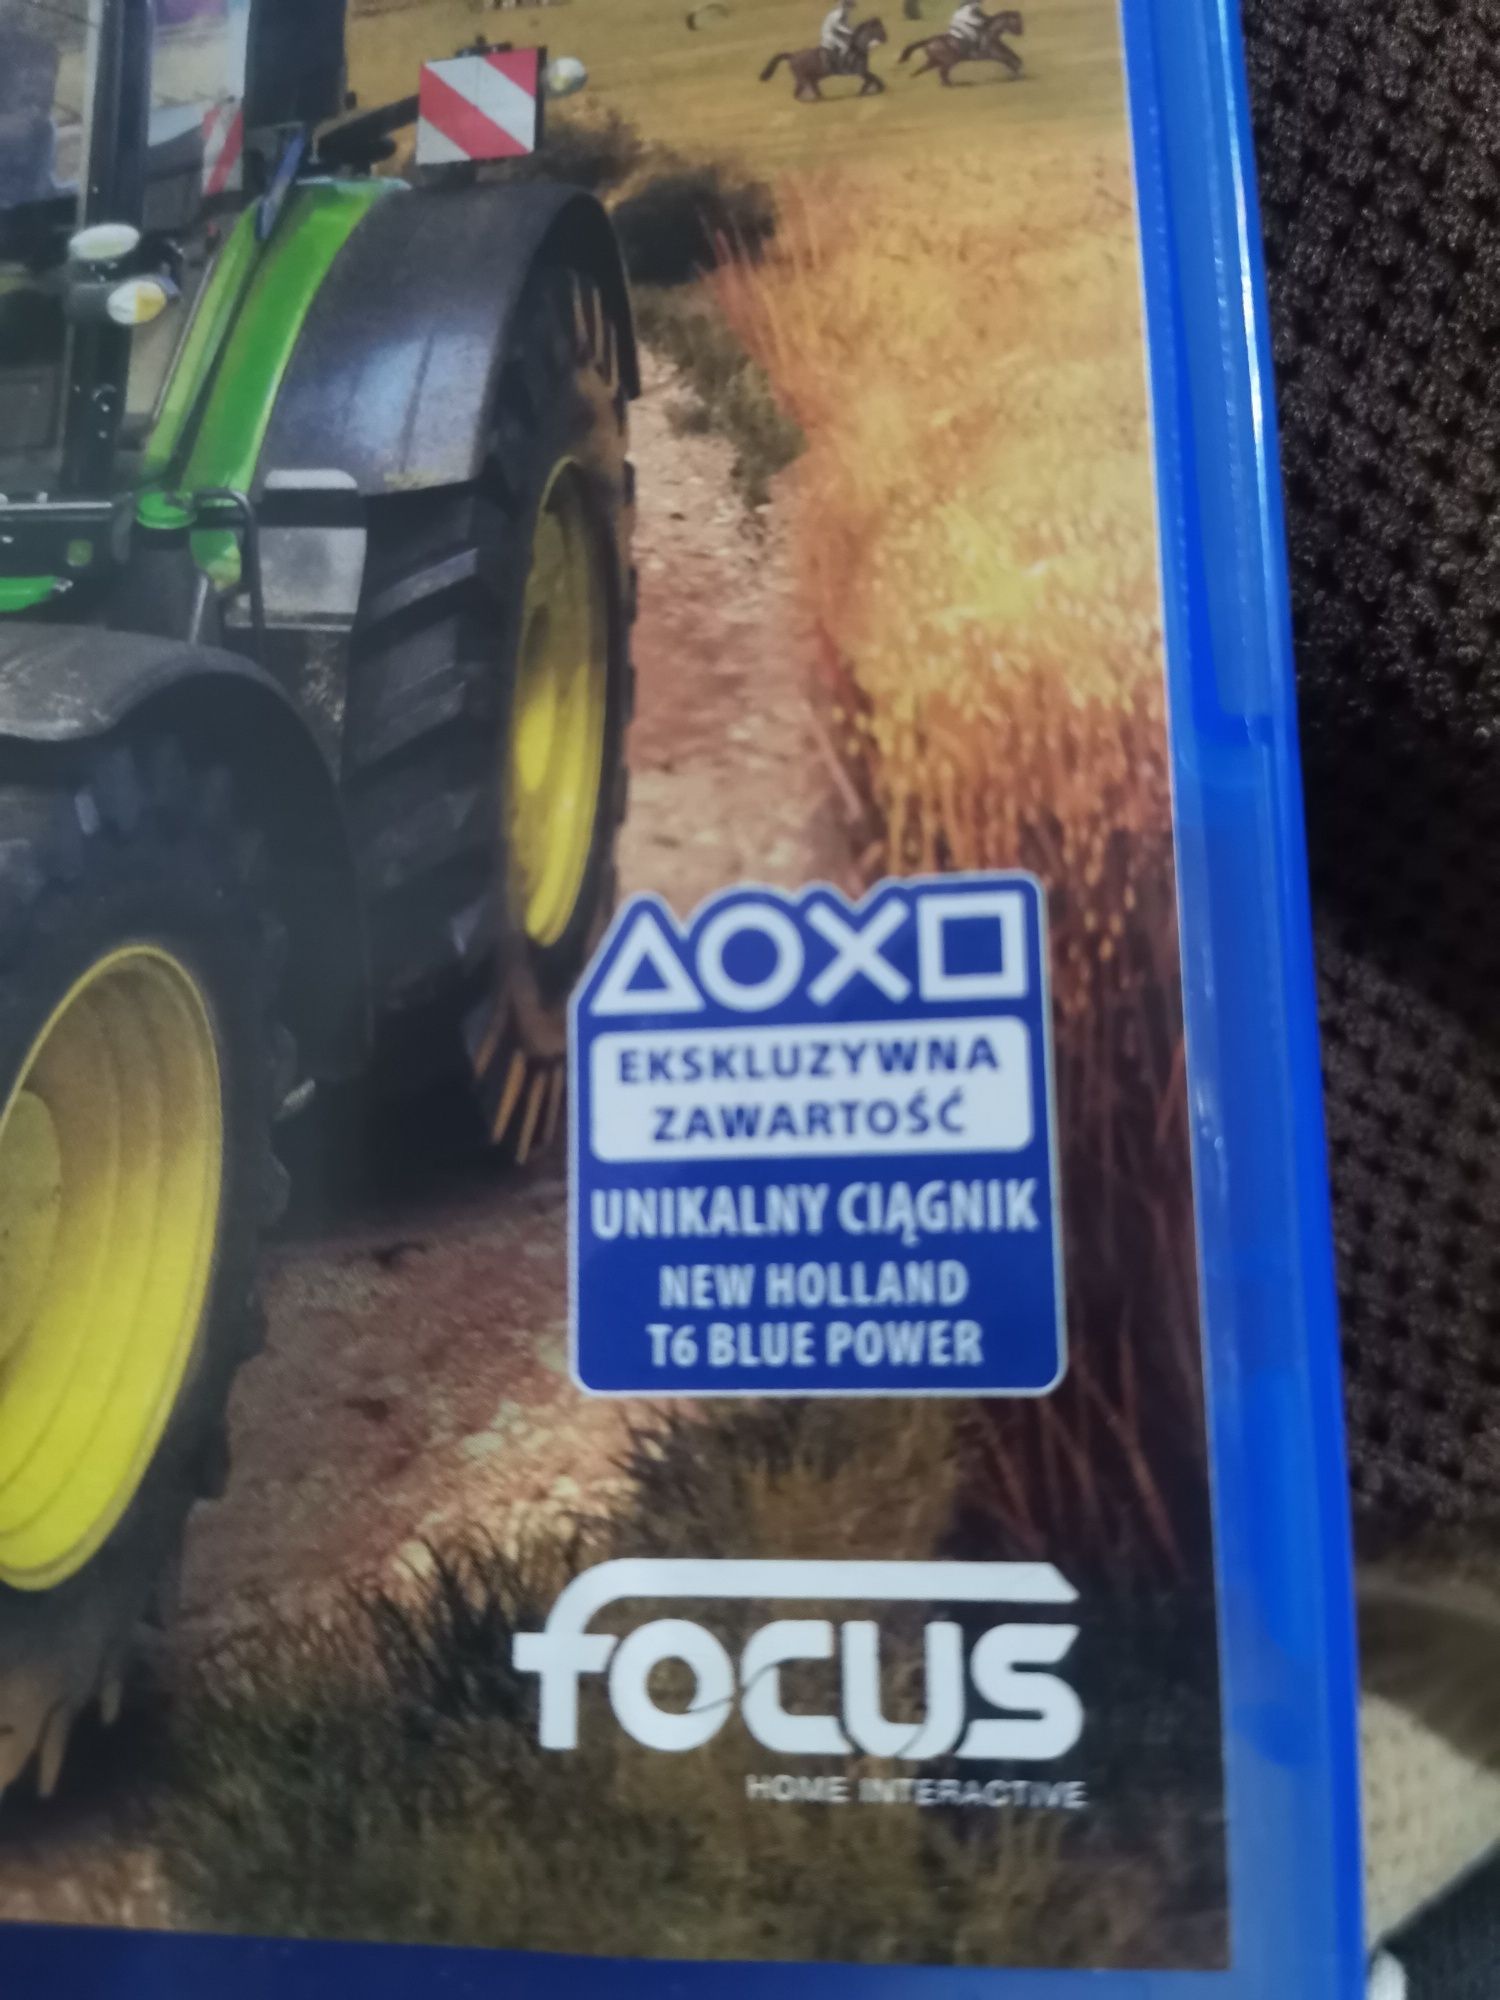 EKSKLUZYWNA
ZAWARTOŚĆ
UNIKALNY CIĄGNIK
NEW HOLLAND
T6 BLUE POWER
focus
HOME INTERACTIVE